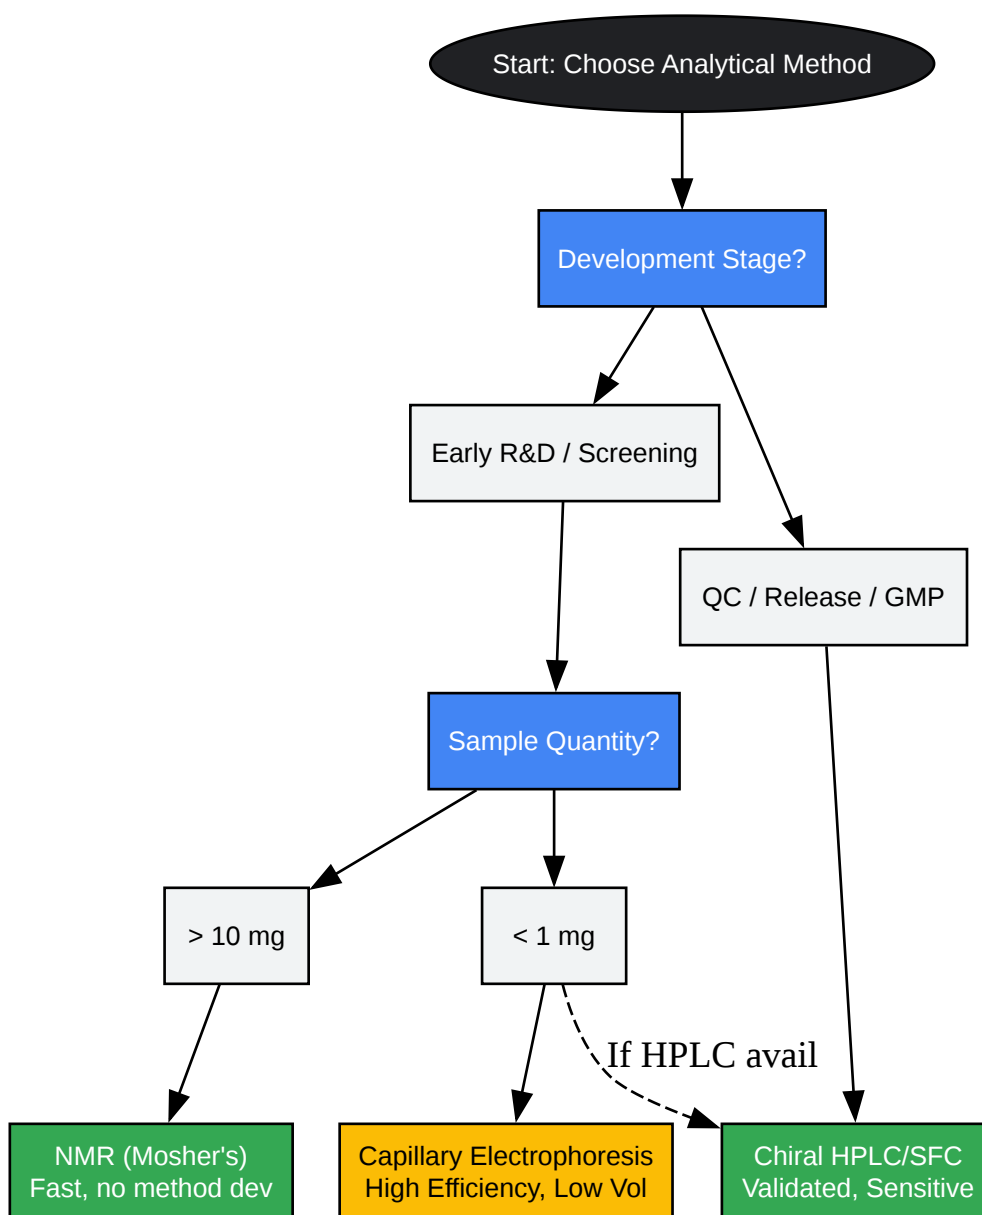 Start: Choose Analytical Method
Development Stage?
Early R&D / Screening
QC / Release / GMP
Sample Quantity?
> 10 mg
< 1 mg
If HPLC avail
NMR (Mosher's)
Fast, no method dev
Capillary Electrophoresis
High Efficiency, Low Vol
Chiral HPLC/SFC
Validated, Sensitive